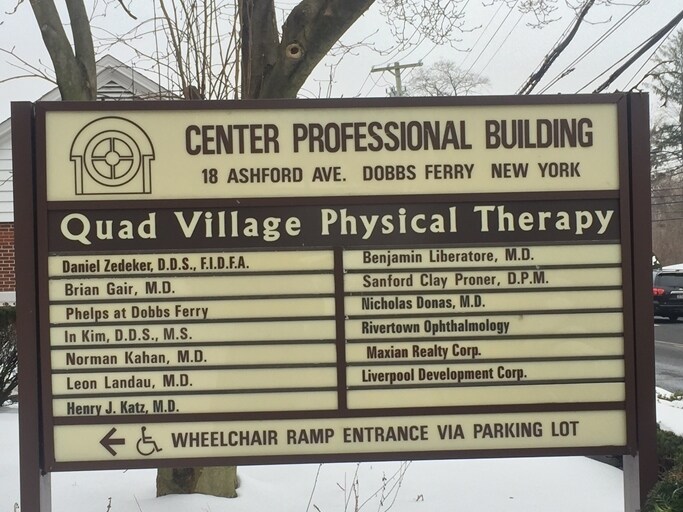 CENTER PROFESSIONAL BUILDING
18 ASHFORD AVE. DOBBS FERRY NEW YORK
Quad Village Physical Therapy
Daniel Zedeker, D.D.S., F.I.D.F.A.
Brian Gair, M.D.
Phelps at Dobbs Ferry
In Kim, D.D.S., M.S.
Norman Kahan, M.D.
Leon Landau, M.D.
Henry J. Katz, M.D.
Benjamin Liberatore, M.D.
Sanford Clay Proner, D.P.M.
Nicholas Donas, M.D.
Rivertown Ophthalmology
Maxian Realty Corp.
Liverpool Development Corp.
WHEELCHAIR RAMP ENTRANCE VIA PARKING LOT